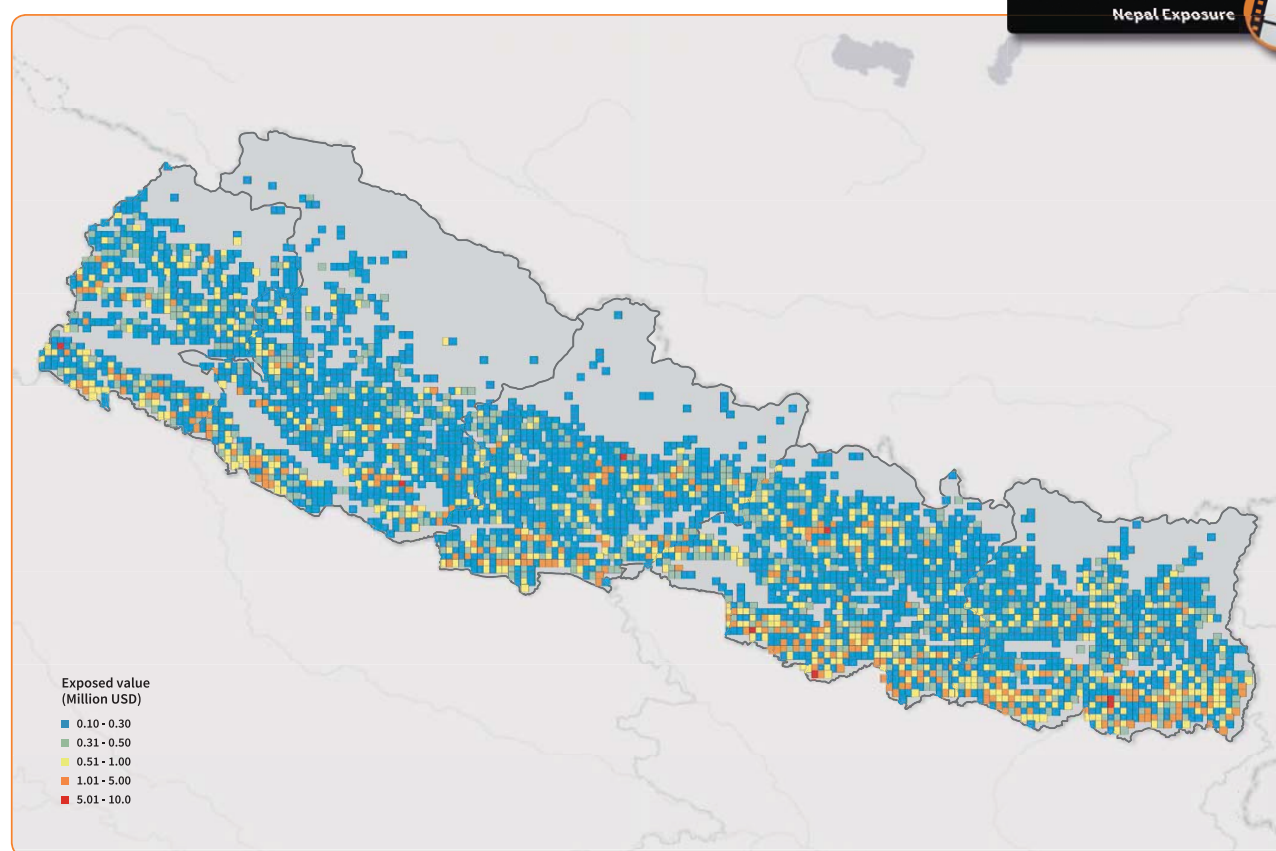 Nepal Exposure
Exposed value
(Million USD)
0.10 - 0.30
0.31 - 0.50
0.51 - 1.00
1.01 - 5.00
5.01 - 10.0